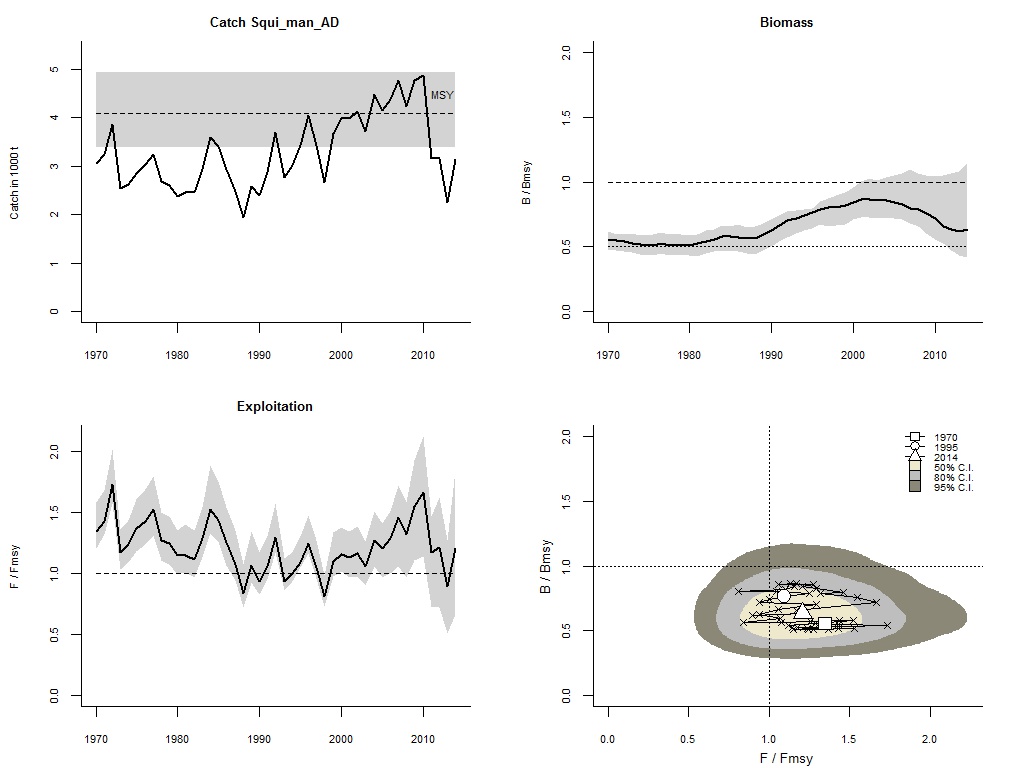 Catch Squi_man_AD
Catch in 1000 t
5
4
3
2
1
0
MSY
1970 1980 1990 2000 2010
Biomass
B / Bmsy
2.0
1.5
1.0
0.5
0.0
1970 1980 1990 2000 2010
Exploitation
F / Fmsy
2.0
1.5
1.0
0.5
0.0
1970 1980 1990 2000 2010
B / Bmsy
2.0
1.5
1.0
0.5
0.0
1970
1995
2014
50% C.I.
80% C.I.
95% C.I.
0.0 0.5 1.0 1.5 2.0
F / Fmsy